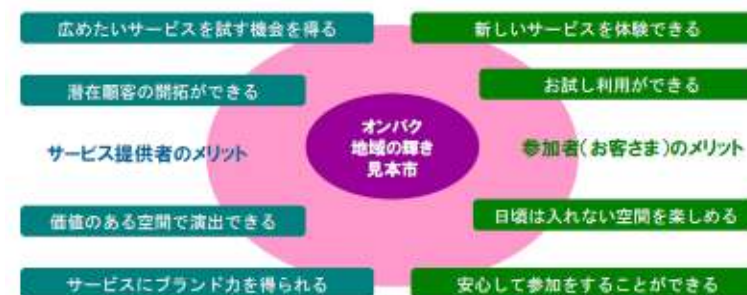 広めたいサービスを試す機会を得る
新しいサービスを体験できる
潜在顧客の開拓ができる
お試し利用ができる
オンパク
地域の輝き
見本市
サービス提供者のメリット
参加者(お客さま)のメリット
価値のある空間で演出できる
日頃は入れない空間を楽しめる
サービスにブランド力を得られる
安心して参加をすることができる